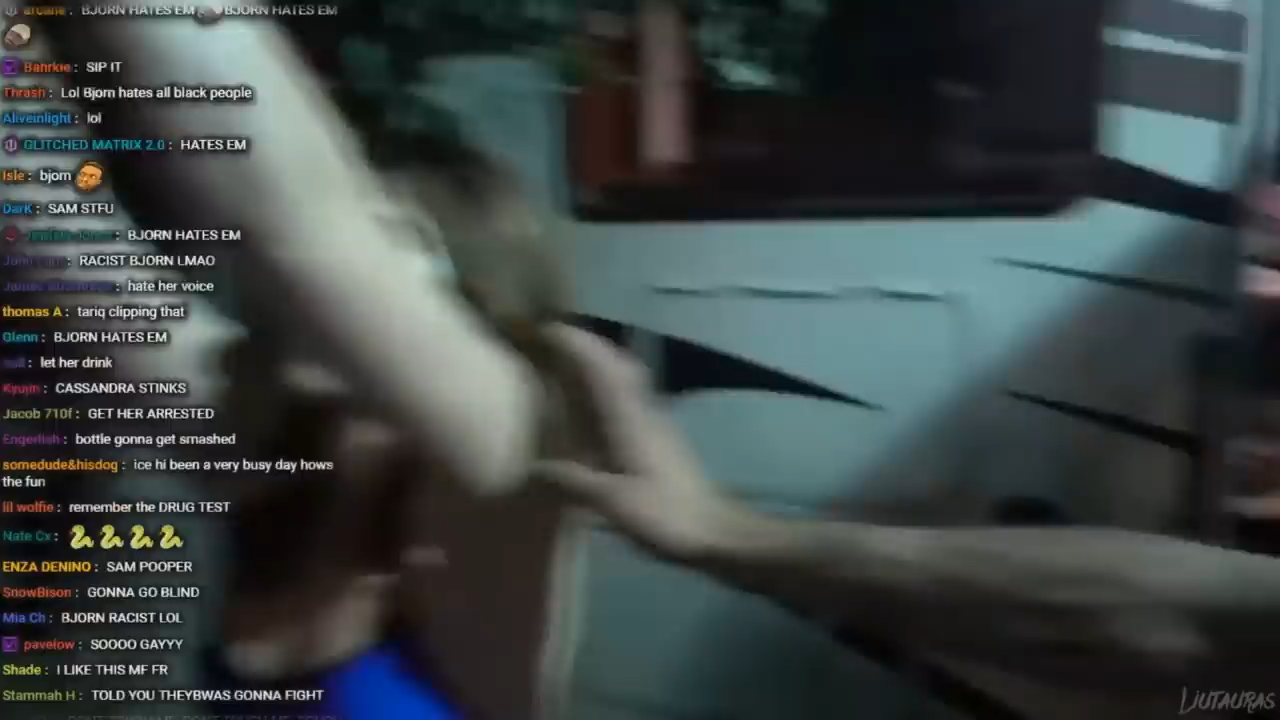 arcane : BJORN HATES EM BJORN HATES EM
Banrkie : SIP IT
Thrash : Lol Bjorn hates all black people
Aliveinlight : lol
GLITCHED MATRIX 2.0 : HATES EM
Isle : bjorn
DarK : SAM STFU
: BJORN HATES EM
: RACIST BJORN LMAO
: hate her voice
thomas A : tariq clipping that
Glenn : BJORN HATES EM
: let her drink
Kyujin : CASSANDRA STINKS
Jacob 710f : GET HER ARRESTED
Engerlish : bottle gonna get smashed
somedude&hisdog : ice hi been a very busy day hows
the fun
lil wolfie : remember the DRUG TEST
Nate Cx :
ENZA DENINO : SAM POOPER
SnowBison : GONNA GO BLIND
Mia Ch : BJORN RACIST LOL
pavelow : SOOOO GAYYY
Shade : I LIKE THIS MF FR
Stammah H : TOLD YOU THEYBWAS GONNA FIGHT
LIUTAURAS